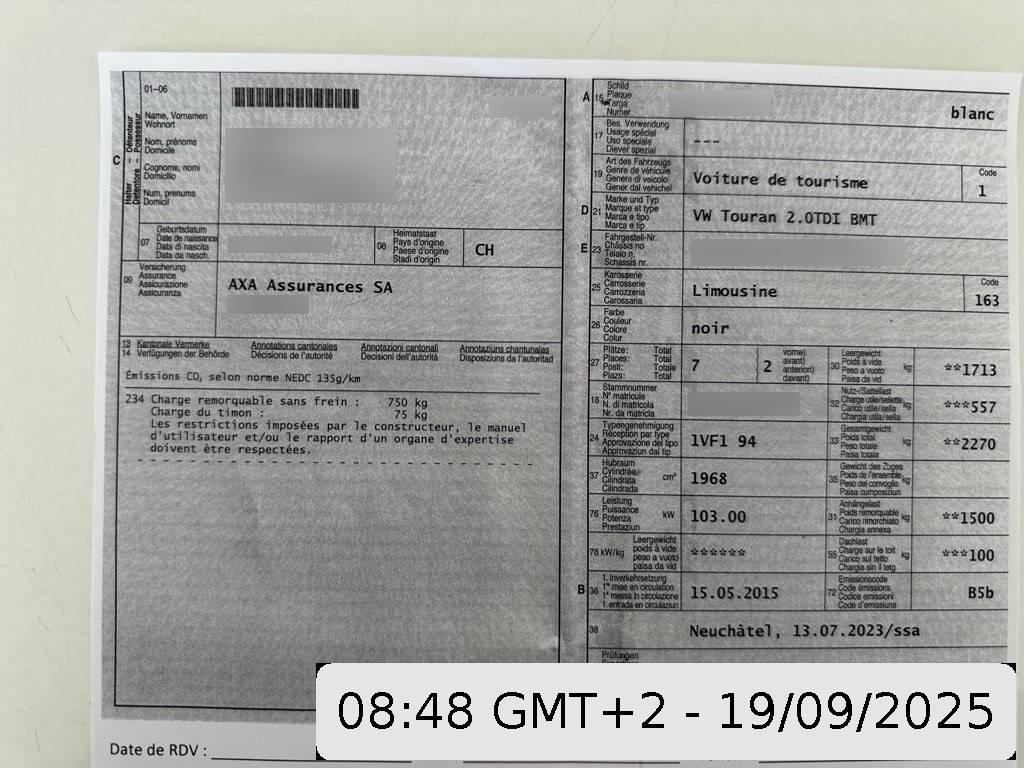 01-06
Halter – Détenteur
Detentore – Possessur
C
Name, Vornamen
Wohnort
Nom, prénoms
Domicile
Cognome, nomi
Domicilio
Num, prenums
Domicil
07
Geburtsdatum
Date de naissance
Data di nascita
Data da nasch.
08
Heimatstaat
Pays d'origine
Paese d'origine
Stadi d'origin
CH
09
Versicherung
Assurance
Assicurazione
Assicuranza
AXA Assurances SA
13 Kantonale Vermerke Annotations cantonales Annotazioni cantonali Annotaziuns chantunalas
14 Verfügungen der Behörde Décisions de l'autorité Decisioni dell'autorità Disposiziuns da l'autoritad
Émissions CO₂ selon norme NEDC 135g/km
234 Charge remorquable sans frein : 750 kg
Charge du timon : 75 kg
Les restrictions imposées par le constructeur, le manuel
d'utilisateur et/ou le rapport d'un organe d'expertise
doivent être respectées.
A 15
Schild
Plaque
Targa
Numer
blanc
17
Bes. Verwendung
Usage spécial
Uso speciale
Diever spezial
---
19
Art des Fahrzeugs
Genre de véhicule
Genere di veicolo
Gener dal vehichel
Voiture de tourisme
Code
1
D 21
Marke und Typ
Marque et type
Marca e tipo
Marca e tip
VW Touran 2.0TDI BMT
E 23
Fahrgestell-Nr.
Châssis no
Telaio n.
Schassis nr.
25
Karosserie
Carrosserie
Carrozzeria
Carossaria
Limousine
Code
163
26
Farbe
Couleur
Colore
Colur
noir
27
Plätze: Total
Places: Total
Posti: Totale
Plazs: Total
7
2
vorne)
avant)
anteriori)
davant)
30
Leergewicht
Poids à vide
Peso a vuoto
Paisa da vid
kg
**1713
18
Stammnummer
N° matricule
N. di matricola
Nr. da matricla
32
Nutz-/Sattellast
Charge utile/sellette
Carico utile/sella
Chargia utila/sella
kg
***557
24
Typengenehmigung
Réception par type
Approvazione del tipo
Approvaziun dal tip
1VF1 94
33
Gesamtgewicht
Poids total
Peso totale
Paisa totala
kg
**2270
37
Hubraum
Cylindrée
Cilindrata
Cilindrada
cm³
1968
35
Gewicht des Zuges
Poids de l'ensemble
Peso del convoglio
Paisa cumposiziun
kg
76
Leistung
Puissance
Potenza
Prestaziun
kW
103.00
31
Anhängelast
Poids remorquable
Carico rimorchiato
Chargia annexa
kg
**1500
78 kW/kg
Leergewicht
poids à vide
peso a vuoto
paisa da vid
******
55
Dachlast
Charge sur le toit
Carico sul tetto
Chargia sin il tetg
kg
***100
B 36
1. Inverkehrsetzung
1re mise en circulation
1a messa in circolazione
1. entrada en circulaziun
15.05.2015
72
Emissionscode
Code émissions
Codice emissioni
Code d'emissiuns
B5b
38
Neuchâtel, 13.07.2023/ssa
Prüfungen
Date de RDV :
08:48 GMT+2 - 19/09/2025